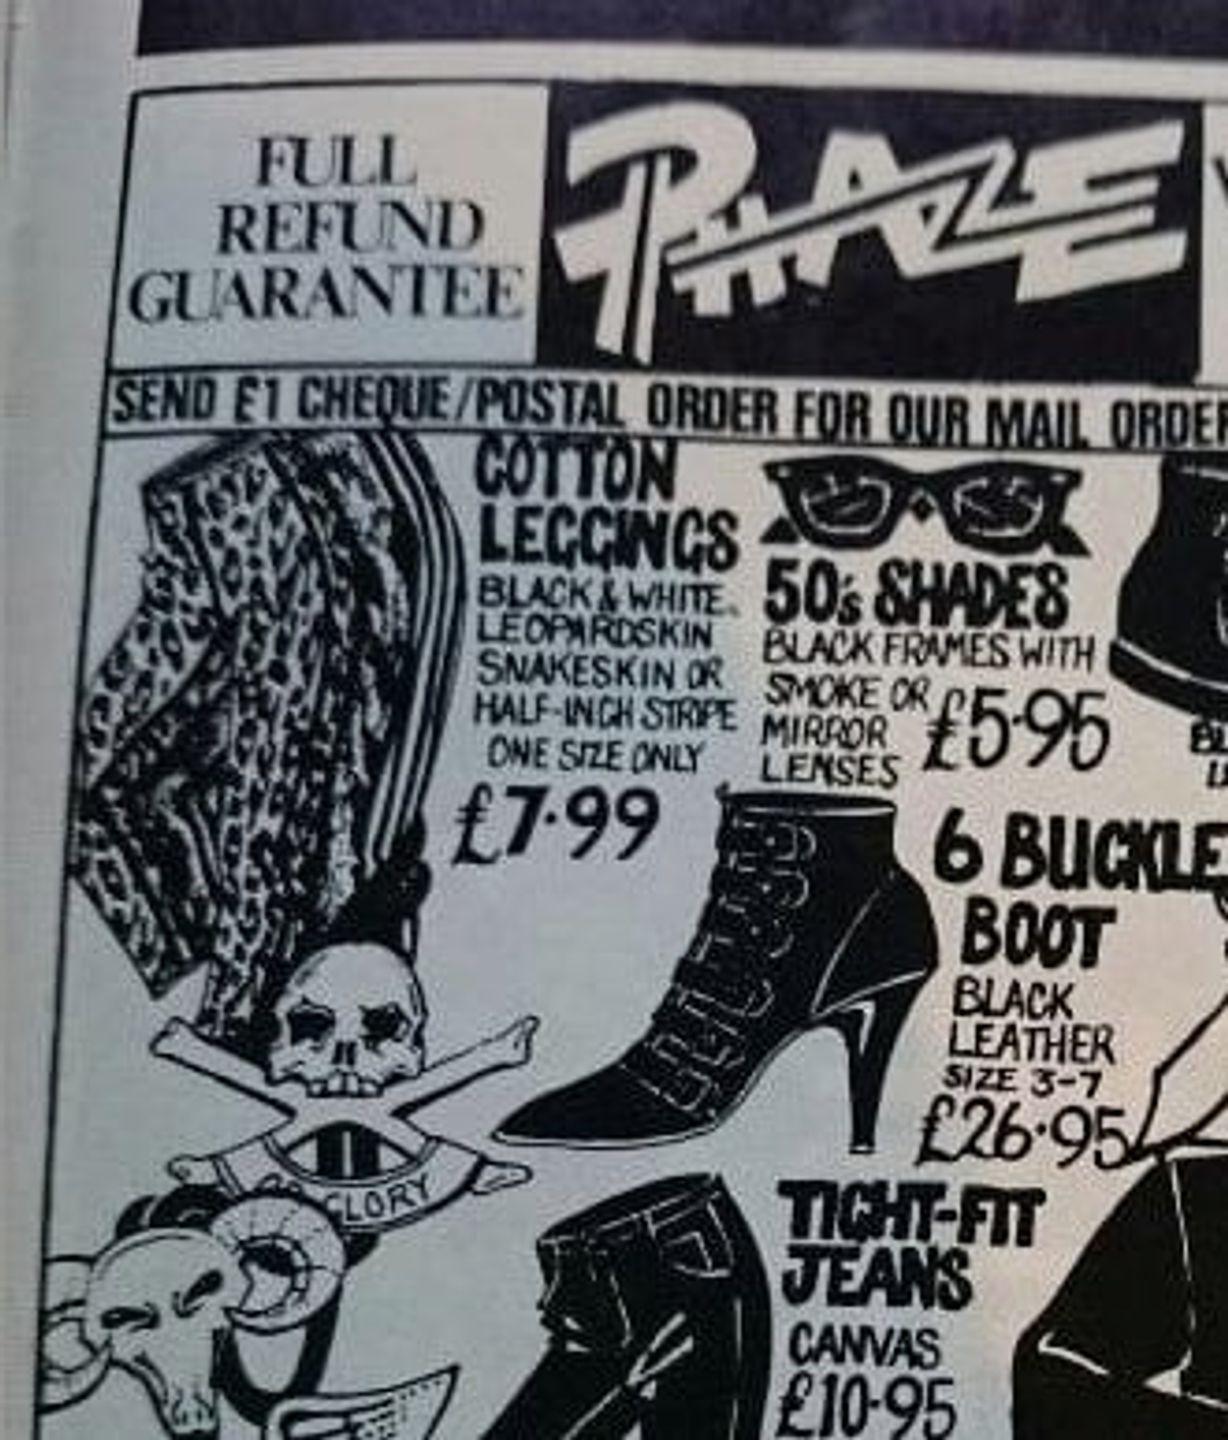 FULL
REFUND
GUARANTEE
PHAZE
SEND £1 CHEQUE/POSTAL ORDER FOR OUR MAIL ORDER
COTTON
LEGGINGS
BLACK & WHITE
LEOPARDSKIN
SNAKESKIN OR
HALF-INCH STRIPE
ONE SIZE ONLY
£7·99
50's SHADES
BLACK FRAMES WITH
SMOKE OR
MIRROR
LENSES
£5·95
6 BUCKLE
BOOT
BLACK
LEATHER
SIZE 3-7
£26·95
OR GLORY
TIGHT-FIT
JEANS
CANVAS
£10·95